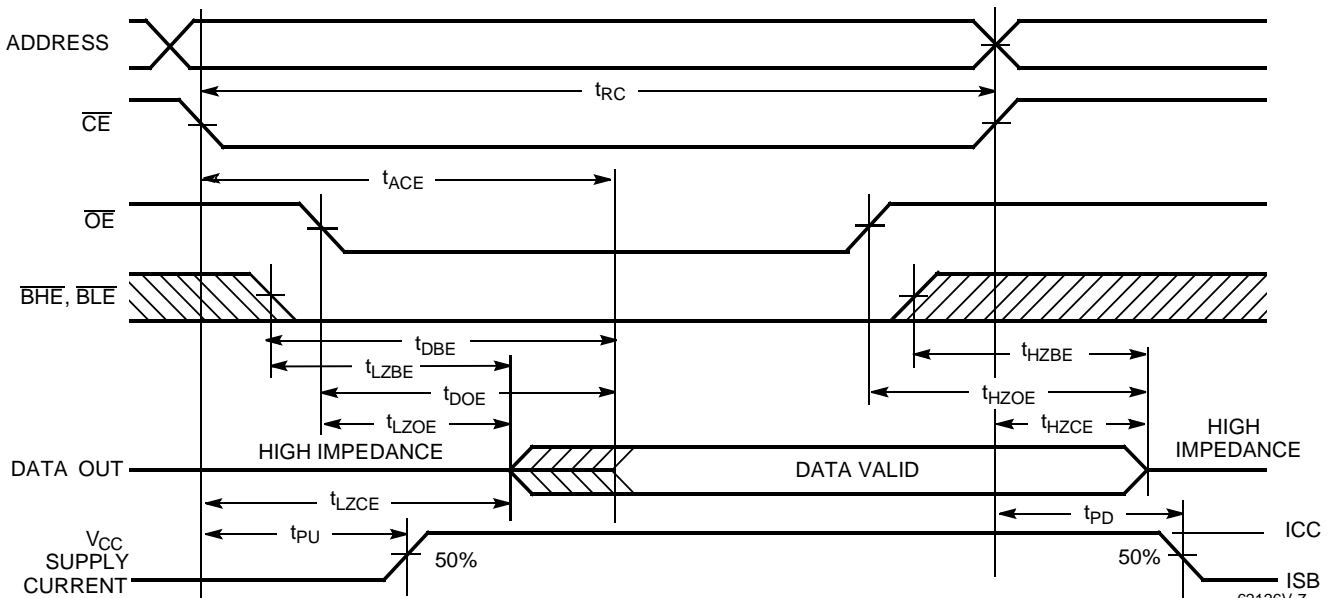 ADDRESS
tRC
CE
tACE
OE
BHE, BLE
tDBE
tHZBE
tLZBE
tDOE
tHZOE
tLZOE
tHZCE
HIGH IMPEDANCE
HIGH
IMPEDANCE
DATA OUT
DATA VALID
tLZCE
tPU
tPD
VCC
SUPPLY
CURRENT
50%
50%
ICC
ISB